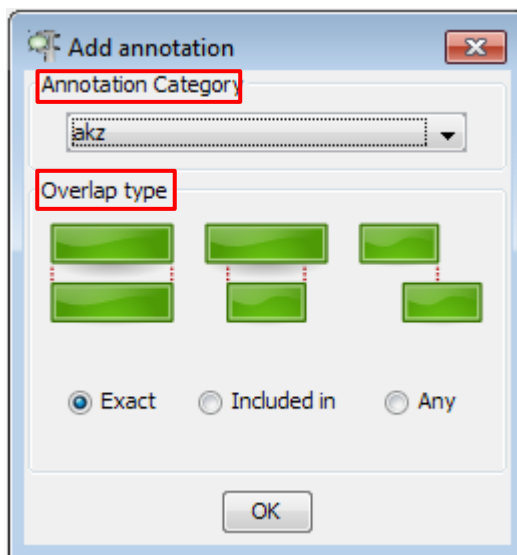 Add annotation
Annotation Category
akz
Overlap type
Exact Included in Any
OK